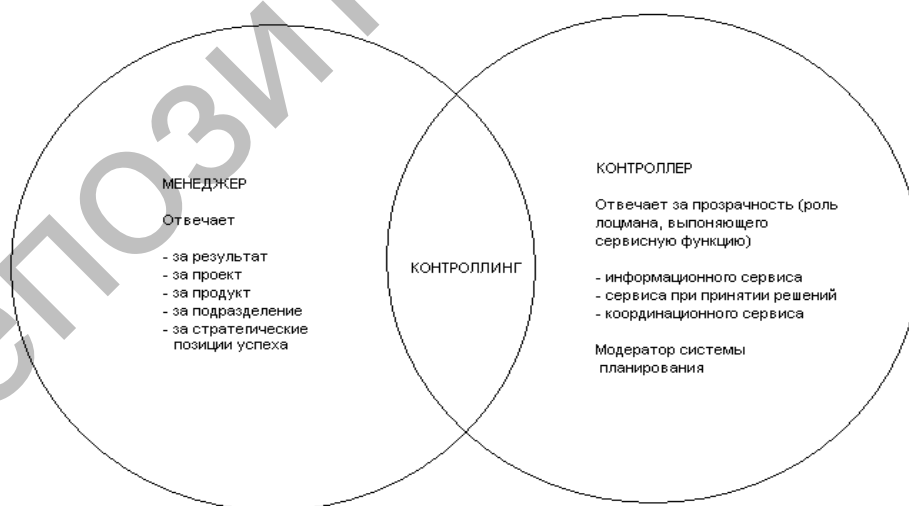 МЕНЕДЖЕР
Отвечает
- за результат
- за проект
- за продукт
- за подразделение
- за стратегические
позиции успеха
КОНТРОЛЛИНГ
КОНТРОЛЛЕР
Отвечает за прозрачность (роль
лоцмана, выпоняющего
сервисную функцию)
- информационного сервиса
- сервиса при принятии решений
- координационного сервиса
Модератор системы
планирования